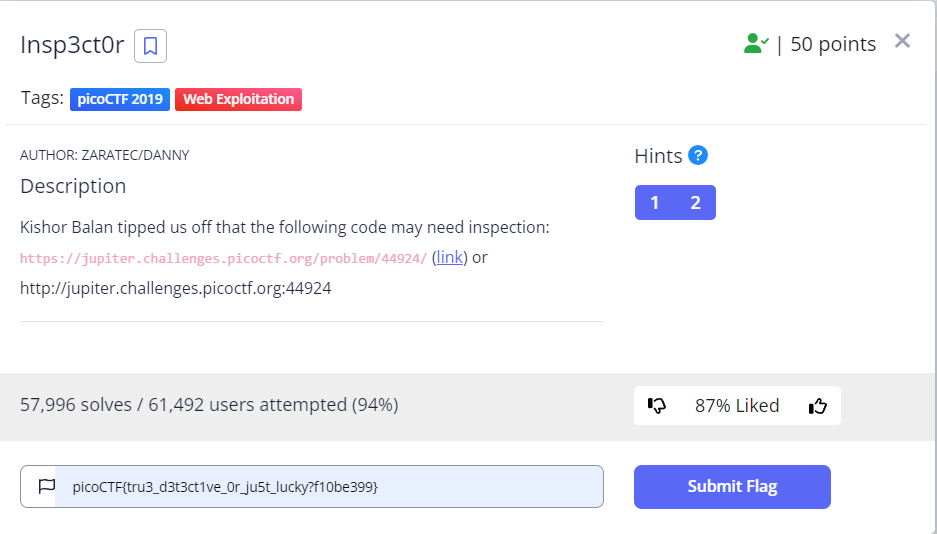 Insp3ct0r
| 50 points
Tags: picoCTF 2019 Web Exploitation
AUTHOR: ZARATEC/DANNY
Description
Kishor Balan tipped us off that the following code may need inspection:
https://jupiter.challenges.picoctf.org/problem/44924/ (link) or
http://jupiter.challenges.picoctf.org:44924
Hints ?
1 2
57,996 solves / 61,492 users attempted (94%)
87% Liked
picoCTF{tru3_d3t3ct1ve_0r_ju5t_lucky?f10be399}
Submit Flag